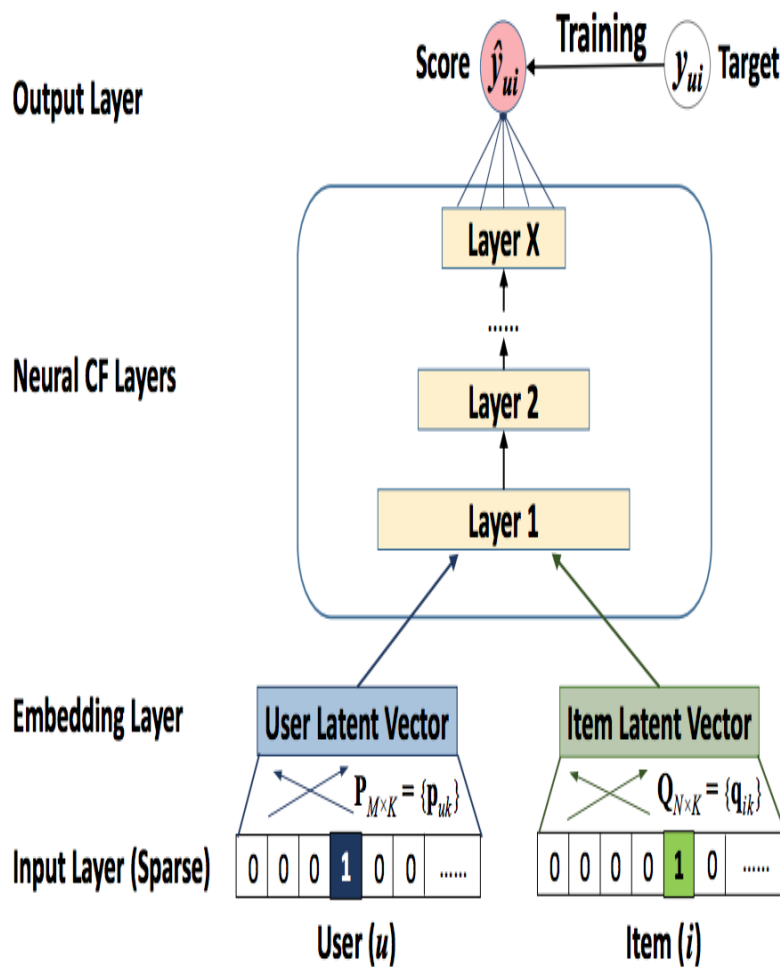 Training
Score ŷui yui Target
Output Layer
Layer X
......
Neural CF Layers
Layer 2
Layer 1
Embedding Layer
User Latent Vector Item Latent Vector
PM×K = {puk} QN×K = {qik}
Input Layer (Sparse)
0 0 0 1 0 0 ...... 0 0 0 0 1 0 ......
User (u) Item (i)